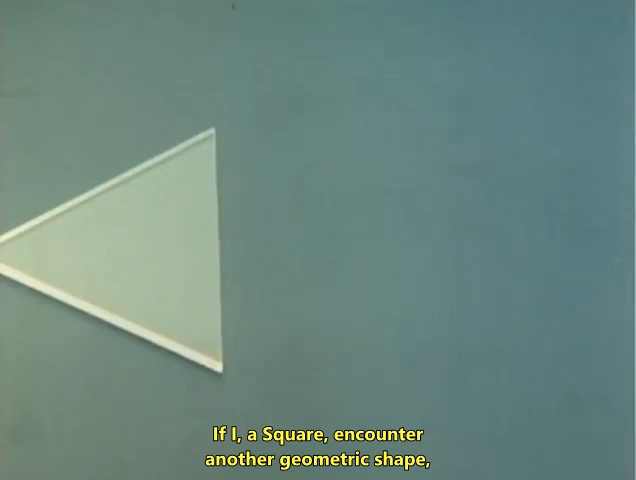 If I, a Square, encounter
another geometric shape,